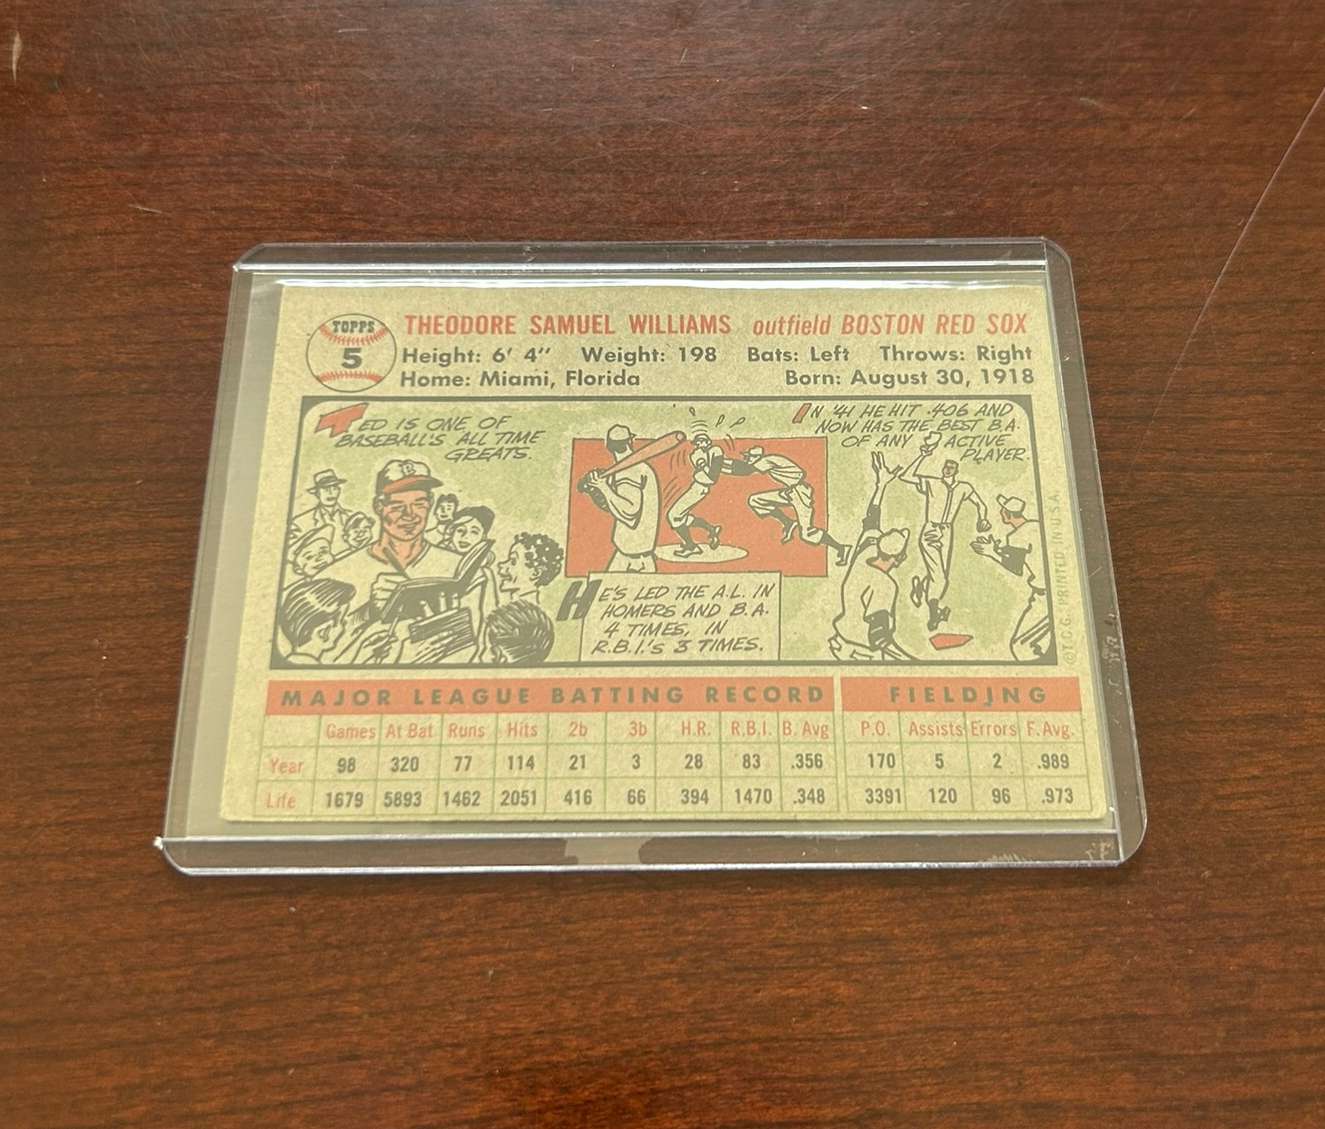 TOPPS
5
THEODORE SAMUEL WILLIAMS outfield BOSTON RED SOX
Height: 6' 4" Weight: 198 Bats: Left Throws: Right
Home: Miami, Florida Born: August 30, 1918
TED IS ONE OF
BASEBALL'S ALL TIME
GREATS.
B
HE'S LED THE A.L. IN
HOMERS AND B.A.
4 TIMES, IN
R.B.I.'S 3 TIMES.
IN '41 HE HIT .406 AND
NOW HAS THE BEST B.A.
OF ANY ACTIVE
PLAYER.
©T.C.G. PRINTED IN U.S.A.
MAJOR LEAGUE BATTING RECORD FIELDING
Games At Bat Runs Hits 2b 3b H.R. R.B.I. B. Avg P.O. Assists Errors F. Avg.
Year 98 320 77 114 21 3 28 83 .356 170 5 2 .989
Life 1679 5893 1462 2051 416 66 394 1470 .348 3391 120 96 .973